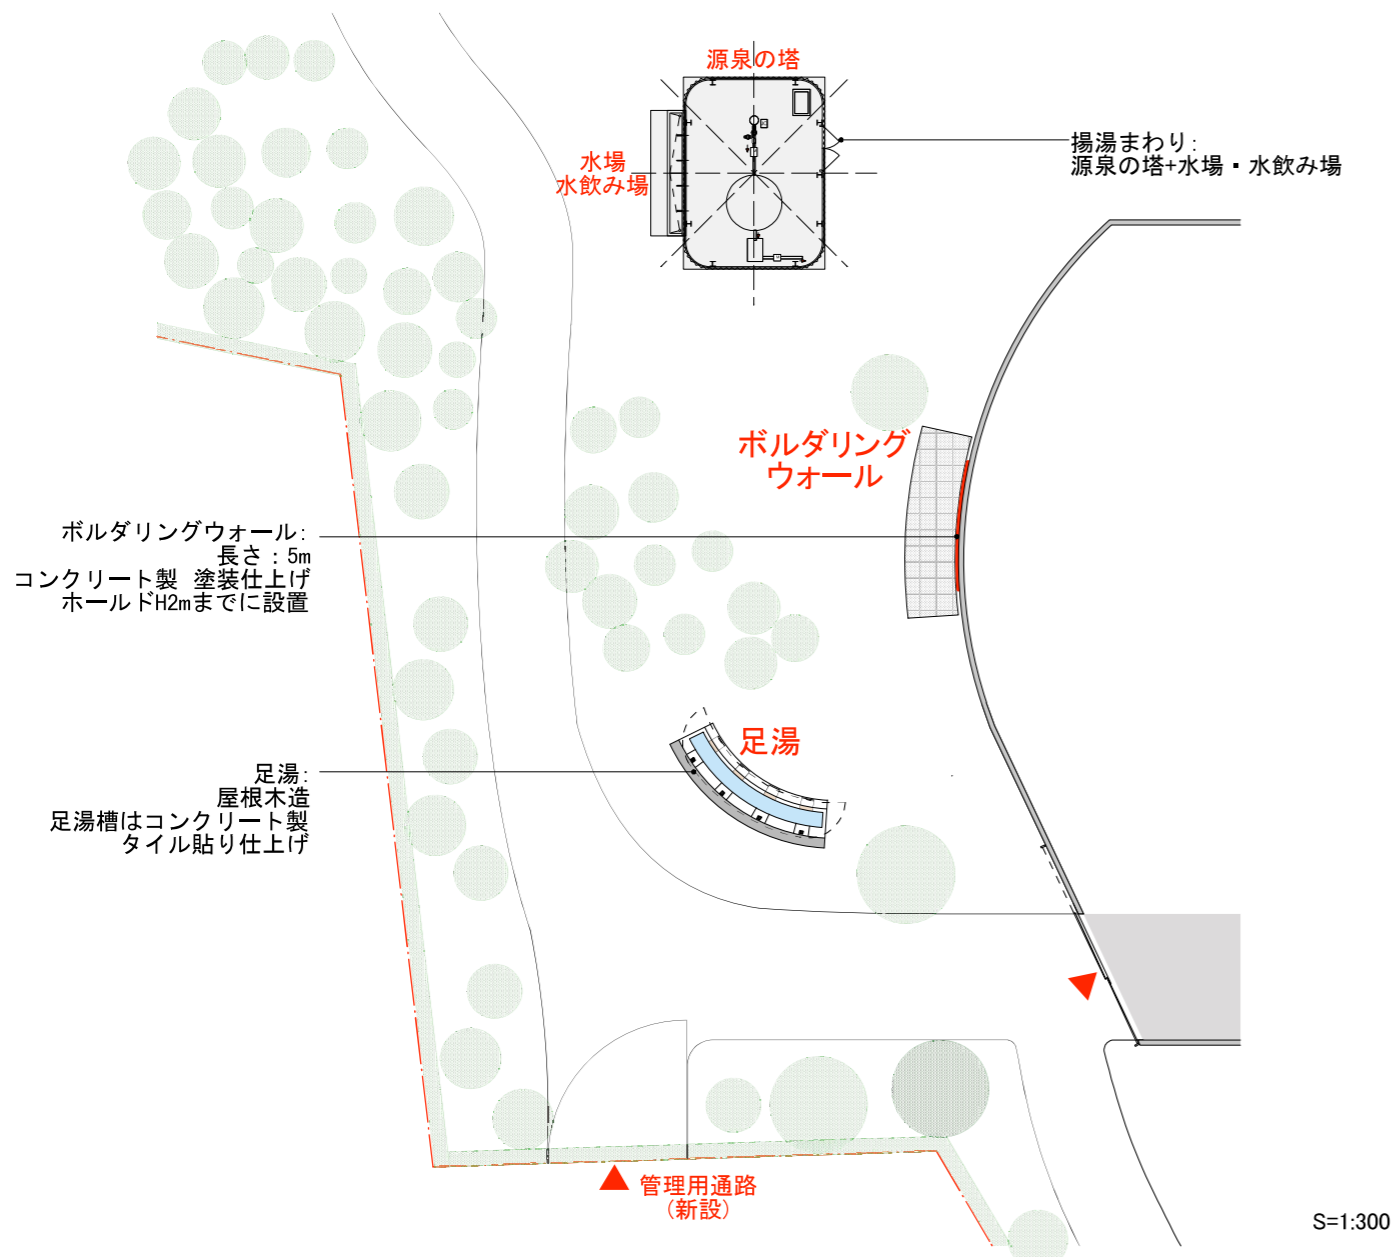 源泉の塔
水場
水飲み場
揚湯まわり:
源泉の塔+水場・水飲み場
ボルダリング
ウォール
ボルダリングウォール:
長さ：5m
コンクリート製 塗装仕上げ
ホールドH2mまでに設置
足湯
足湯:
屋根木造
足湯槽はコンクリート製
タイル貼り仕上げ
管理用通路
(新設)
S=1:300